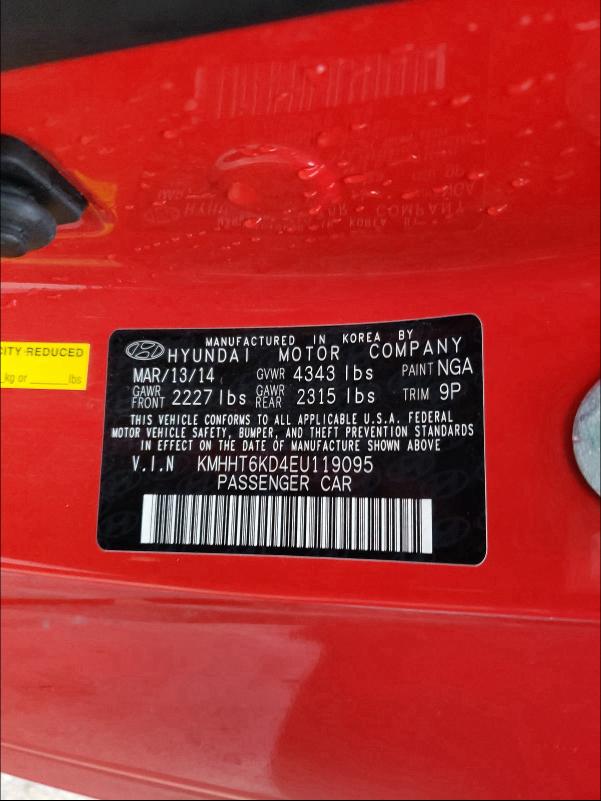 MANUFACTURED IN KOREA BY
HYUNDAI MOTOR COMPANY
MAR/13/14 GVWR 4343 lbs PAINT NGA
GAWR FRONT 2227 lbs GAWR REAR 2315 lbs TRIM 9P
THIS VEHICLE CONFORMS TO ALL APPLICABLE U.S.A. FEDERAL
MOTOR VEHICLE SAFETY, BUMPER, AND THEFT PREVENTION STANDARDS
IN EFFECT ON THE DATE OF MANUFACTURE SHOWN ABOVE.
V.I.N KMHHT6KD4EU119095
PASSENGER CAR
CITY REDUCED
kg or lbs